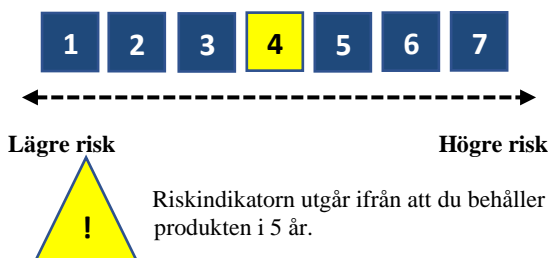 1 2 3 4 5 6 7
Lägre risk Högre risk
! Riskindikatorn utgår ifrån att du behåller
produkten i 5 år.